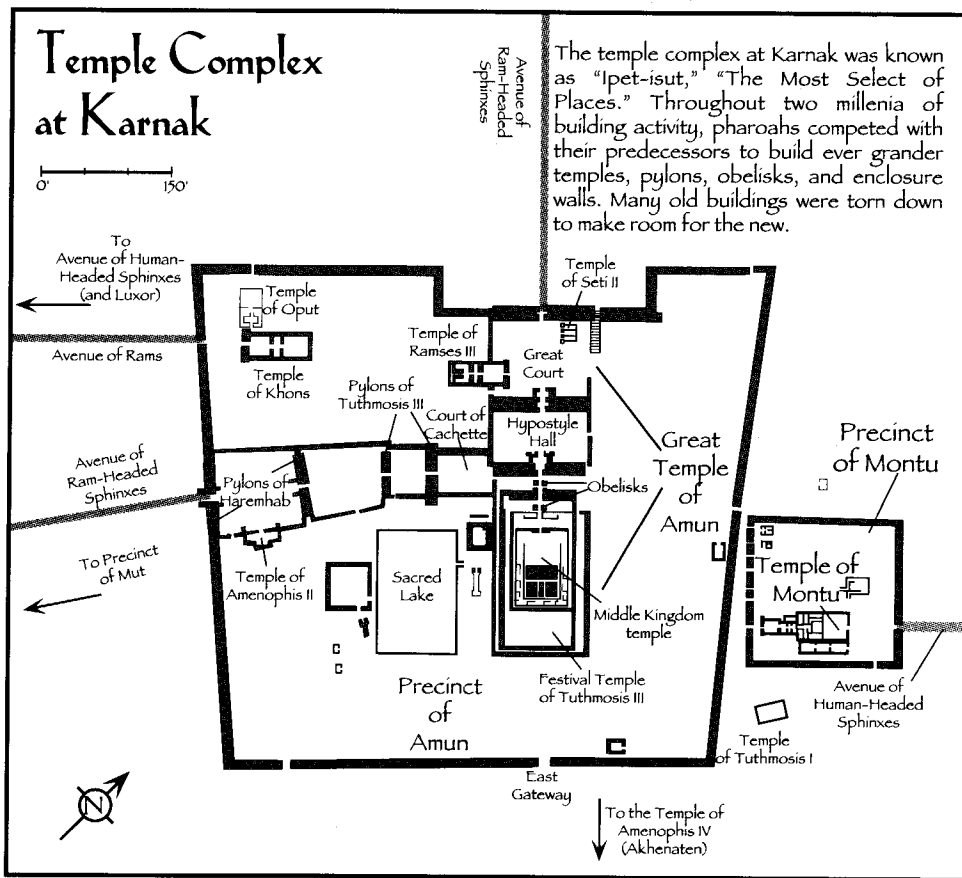 Temple Complex
at Karnak
0'
150'
The temple complex at Karnak was known
as “Ipet-isut,” “The Most Select of
Places.” Throughout two millenia of
building activity, pharoahs competed with
their predecessors to build ever grander
temples, pylons, obelisks, and enclosure
walls. Many old buildings were torn down
to make room for the new.
Avenue of
Ram-Headed
Sphinxes
To
Avenue of Human-
Headed Sphinxes
(and Luxor)
Avenue of Rams
Temple
of Oput
Temple
of Khons
Temple of
Ramses III
Temple
of Seti II
Great
Court
Pylons of
Tuthmosis III
Court of
Cachette
Hypostyle
Hall
Great
Temple
of
Amun
Precinct
of Montu
Avenue of
Ram-Headed
Sphinxes
Pylons of
Haremhab
Obelisks
To Precinct
of Mut
Temple of
Amenophis II
Sacred
Lake
Temple of
Montu
Middle Kingdom
temple
Festival Temple
of Tuthmosis III
Precinct
of
Amun
Avenue of
Human-Headed
Sphinxes
Temple
of Tuthmosis I
East
Gateway
N
To the Temple of
Amenophis IV
(Akhenaten)